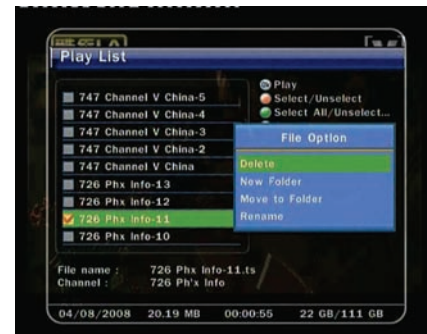 Play List
747 Channel V China-5
747 Channel V China-4
747 Channel V China-3
747 Channel V China-2
747 Channel V China
726 Phx Info-13
726 Phx Info-12
726 Phx Info-11
726 Phx Info-10
Play
Select/Unselect
Select All/Unselect...
File Option
Delete
New Folder
Move to Folder
Rename
File name : 726 Phx Info-11.ts
Channel : 726 Ph'x Info
04/08/2008 20.19 MB 00:00:55 22 GB/111 GB